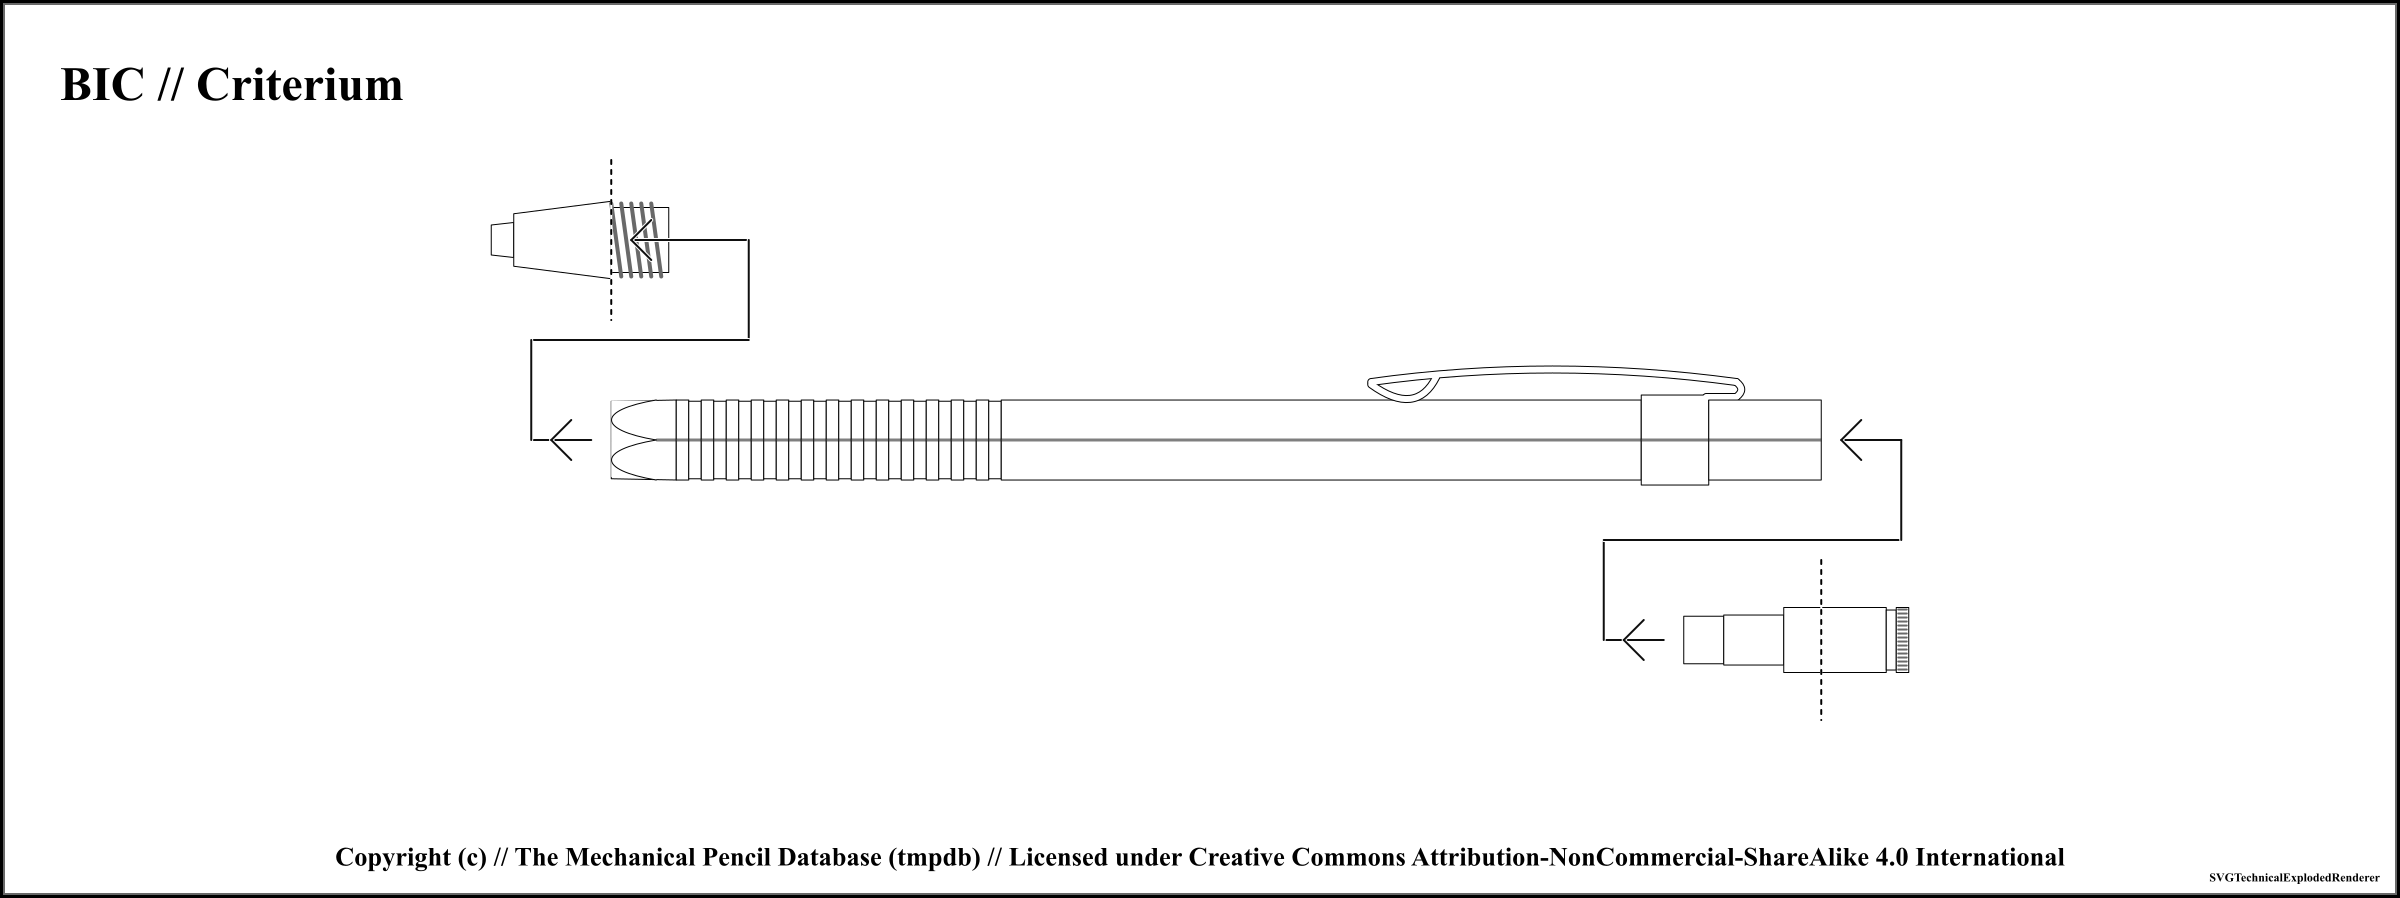 BIC // Criterium
Copyright (c) // The Mechanical Pencil Database (tmpdb) // Licensed under Creative Commons Attribution-NonCommercial-ShareAlike 4.0 International
SVGTechnicalExplodedRenderer